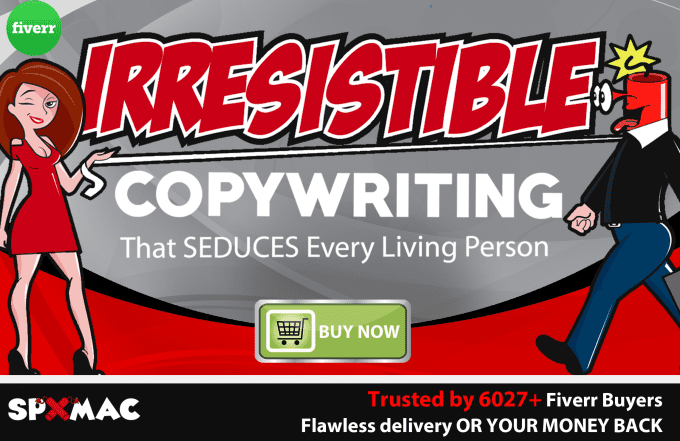 fiverr
IRRESISTIBLE
COPYWRITING
That SEDUCES Every Living Person
BUY NOW
SPXMAC
Trusted by 6027+ Fiverr Buyers
Flawless delivery OR YOUR MONEY BACK